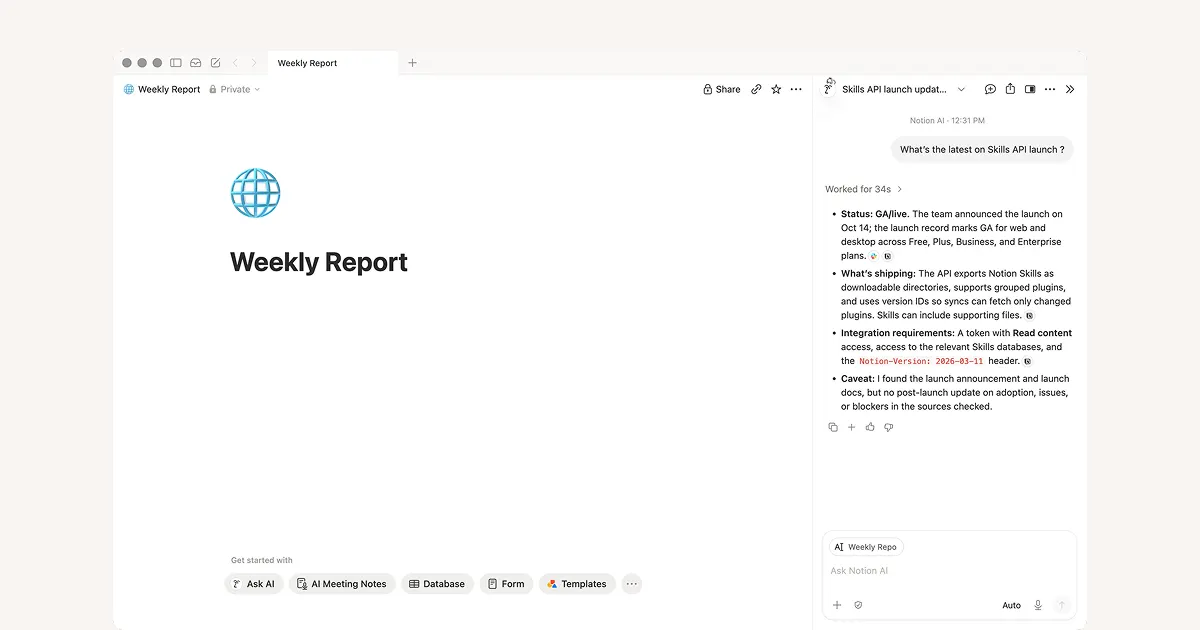 Weekly Report
Weekly Report Private
Share
Weekly Report
Get started with
Ask AI
AI Meeting Notes
Database
Form
Templates
Skills API launch updat...
Notion AI • 12:31 PM
What's the latest on Skills API launch ?
Worked for 34s
• Status: GA/live. The team announced the launch on
Oct 14; the launch record marks GA for web and
desktop across Free, Plus, Business, and Enterprise
plans.
• What's shipping: The API exports Notion Skills as
downloadable directories, supports grouped plugins,
and uses version IDs so syncs can fetch only changed
plugins. Skills can include supporting files.
• Integration requirements: A token with Read content
access, access to the relevant Skills databases, and
the Notion-Version: 2026-03-11 header.
• Caveat: I found the launch announcement and launch
docs, but no post-launch update on adoption, issues,
or blockers in the sources checked.
Weekly Repo
Ask Notion AI
Auto